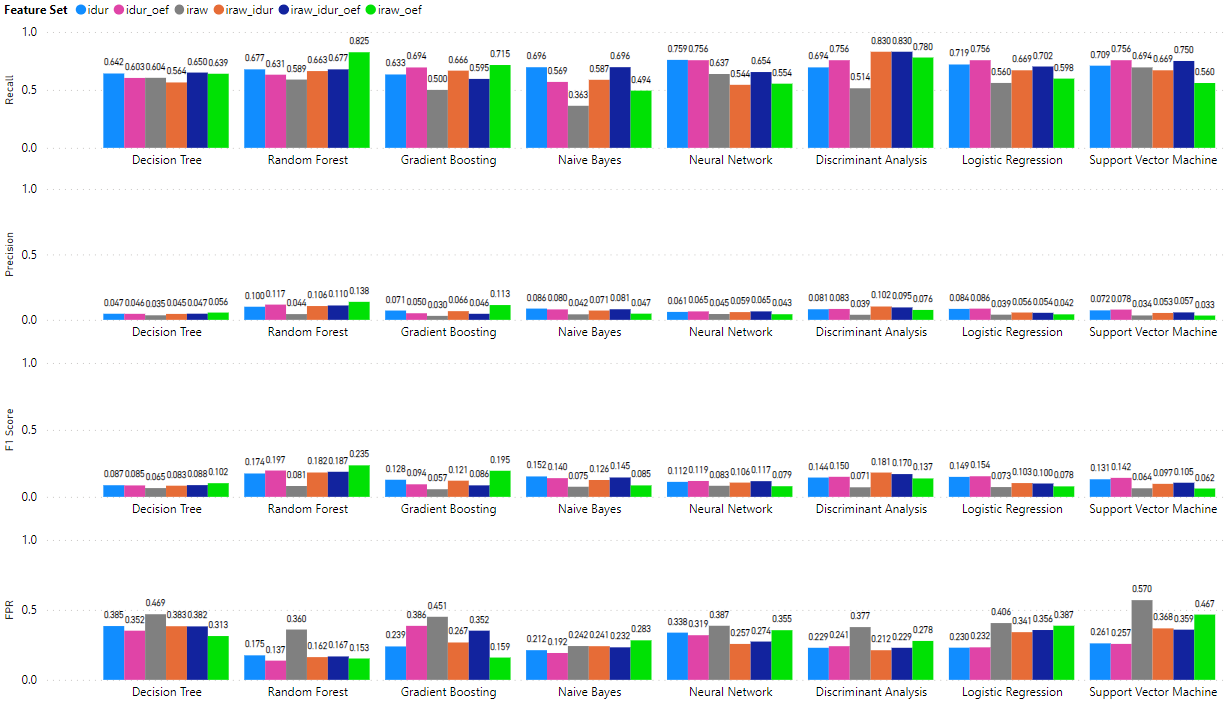 Feature Set idur idur_oef iraw iraw_idur iraw_idur_oef iraw_oef
Recall
1.0
0.5
0.0
0.642 0.603 0.604 0.564 0.650 0.639
0.677 0.631 0.589 0.663 0.677 0.825
0.633 0.694 0.500 0.666 0.595 0.715
0.696 0.569 0.363 0.587 0.696 0.494
0.759 0.756 0.637 0.544 0.654 0.554
0.694 0.756 0.514 0.830 0.830 0.780
0.719 0.756 0.560 0.669 0.702 0.598
0.709 0.756 0.694 0.669 0.750 0.560
Decision Tree Random Forest Gradient Boosting Naive Bayes Neural Network Discriminant Analysis Logistic Regression Support Vector Machine
Precision
1.0
0.5
0.0
0.047 0.046 0.035 0.045 0.047 0.056
0.100 0.117 0.044 0.106 0.110 0.138
0.071 0.050 0.030 0.066 0.046 0.113
0.086 0.080 0.042 0.071 0.081 0.047
0.061 0.065 0.045 0.059 0.065 0.043
0.081 0.083 0.039 0.102 0.095 0.076
0.084 0.086 0.039 0.056 0.054 0.042
0.072 0.078 0.034 0.053 0.057 0.033
Decision Tree Random Forest Gradient Boosting Naive Bayes Neural Network Discriminant Analysis Logistic Regression Support Vector Machine
F1 Score
1.0
0.5
0.0
0.087 0.085 0.065 0.083 0.088 0.102
0.174 0.197 0.081 0.182 0.187 0.235
0.128 0.094 0.057 0.121 0.086 0.195
0.152 0.140 0.075 0.126 0.145 0.085
0.112 0.119 0.083 0.106 0.117 0.079
0.144 0.150 0.071 0.181 0.170 0.137
0.149 0.154 0.073 0.103 0.100 0.078
0.131 0.142 0.064 0.097 0.105 0.062
Decision Tree Random Forest Gradient Boosting Naive Bayes Neural Network Discriminant Analysis Logistic Regression Support Vector Machine
FPR
1.0
0.5
0.0
0.385 0.352 0.469 0.383 0.382 0.313
0.175 0.137 0.360 0.162 0.167 0.153
0.239 0.386 0.451 0.267 0.352 0.159
0.212 0.192 0.242 0.241 0.232 0.283
0.338 0.319 0.387 0.257 0.274 0.355
0.229 0.241 0.377 0.212 0.229 0.278
0.230 0.232 0.406 0.341 0.356 0.387
0.261 0.257 0.570 0.368 0.359 0.467
Decision Tree Random Forest Gradient Boosting Naive Bayes Neural Network Discriminant Analysis Logistic Regression Support Vector Machine